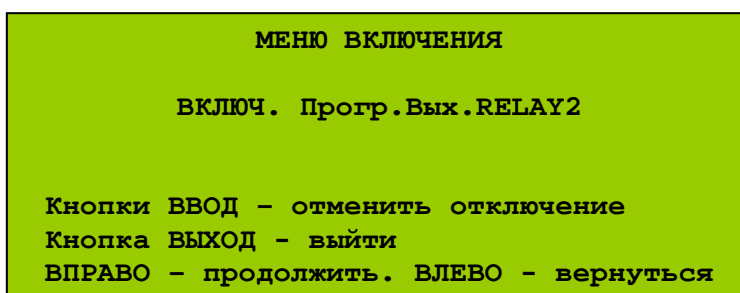 МЕНЮ ВКЛЮЧЕНИЯ
ВКЛЮЧ. Прогр.Вых.RELAY2
Кнопки ВВОД – отменить отключение
Кнопка ВЫХОД - выйти
ВПРАВО – продолжить. ВЛЕВО - вернуться